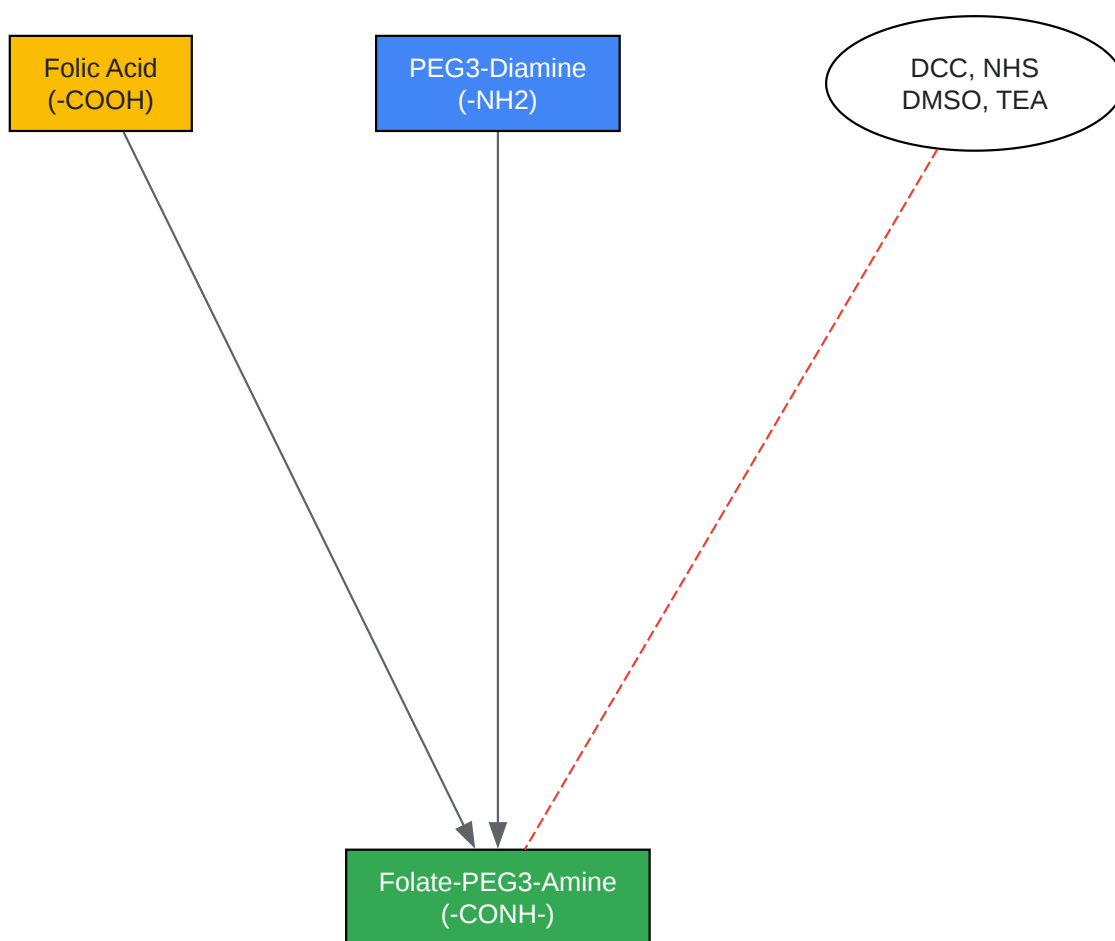 Folic Acid
(-COOH)
PEG3-Diamine
(-NH2)
DCC, NHS
DMSO, TEA
Folate-PEG3-Amine
(-CONH-)